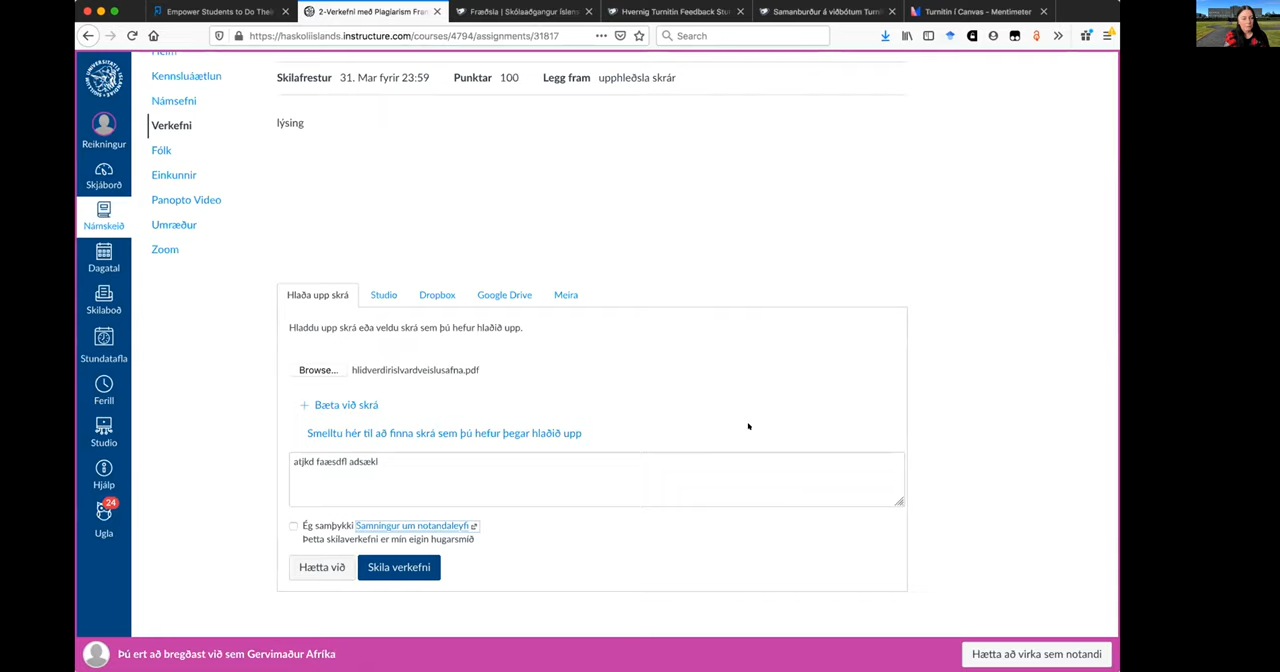 Empower Students to Do Thei
2-Verkefni með Plagiarism Fran
Fræðsla | Skólaaðgangur íslens
Hvernig Turnitin Feedback Stu
Samanburður á viðbótum Turni
Turnitin í Canvas - Mentimeter
https://haskoliislands.instructure.com/courses/4794/assignments/31817
Search
Kennsluáætlun
Námsefni
Verkefni
Fólk
Einkunnir
Panopto Video
Umræður
Zoom
Reikningur
Skjáborð
Námskeið
Dagatal
Skilaboð
Stundatafla
Ferill
Studio
Hjálp
24
Ugla
Skilafrestur 31. Mar fyrir 23:59 Punktar 100 Legg fram upphleðsla skrár
lýsing
Hlaða upp skrá Studio Dropbox Google Drive Meira
Hladdu upp skrá eða veldu skrá sem þú hefur hlaðið upp.
Browse... hlidverdirislvardveislusafna.pdf
+ Bæta við skrá
Smelltu hér til að finna skrá sem þú hefur þegar hlaðið upp
atjkd faæsdfl adsækl
Ég samþykki Samningur um notandaleyfi
Þetta skilaverkefni er mín eigin hugarsmíð
Hætta við Skila verkefni
Þú ert að bregðast við sem Gervimaður Afríka
Hætta að virka sem notandi